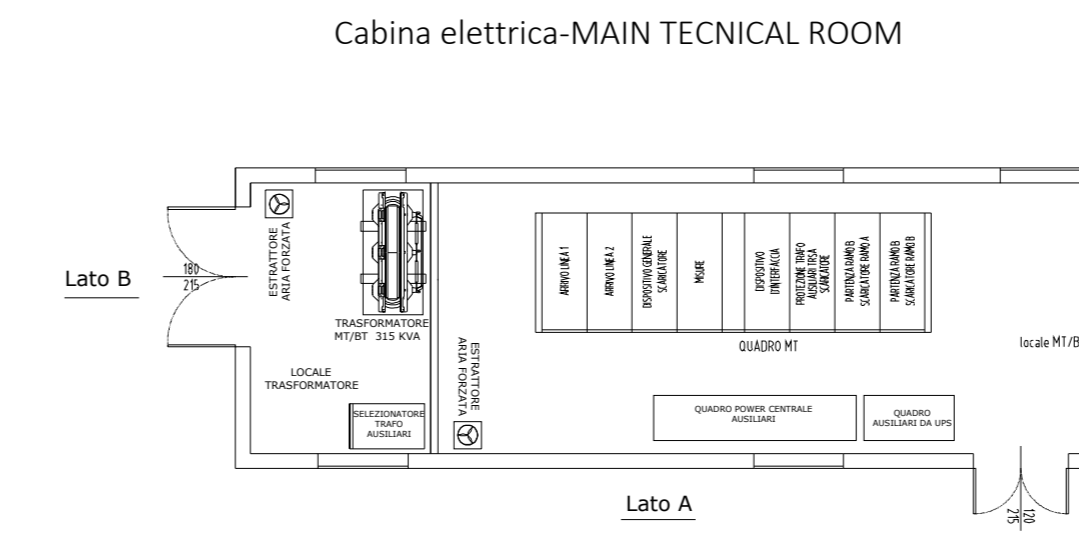 Cabina elettrica-MAIN TECNICAL ROOM
Lato B
180
215
ESTRATTORE
ARIA FORZATA
TRASFORMATORE
MT/BT 315 KVA
LOCALE
TRASFORMATORE
SELEZIONATORE
TRAFO
AUSILIARI
ESTRATTORE
ARIA FORZATA
ARRIVO LINEA 1
ARRIVO LINEA 2
DISPOSITIVO GENERALE
SCARICATORE
MISURE
DISPOSITIVO
D'INTERFACCIA
PROTEZIONE TRAFO
AUSILIARI TRSA
SCARICATORE
PARTENZA RAMO B
SCARICATORE RAMO A
PARTENZA RAMO B
SCARICATORE RAMO B
QUADRO MT
locale MT/B
QUADRO POWER CENTRALE
AUSILIARI
QUADRO
AUSILIARI DA UPS
Lato A
120
215